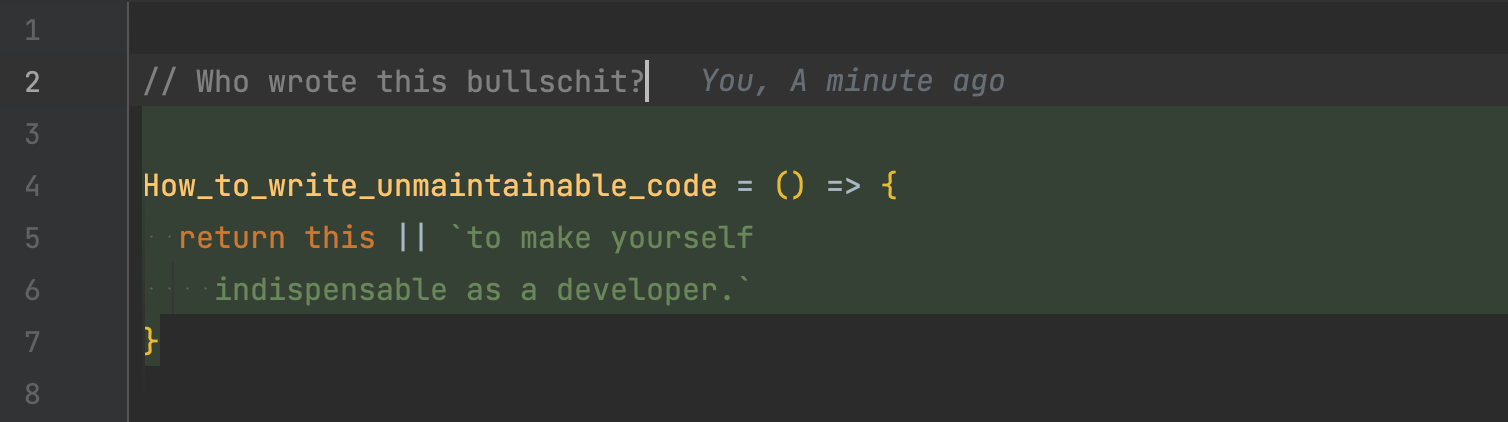 1
2 // Who wrote this bullschit? You, A minute ago
3
4 How_to_write_unmaintainable_code = () => {
5 return this || `to make yourself
6 indispensable as a developer.`
7 }
8